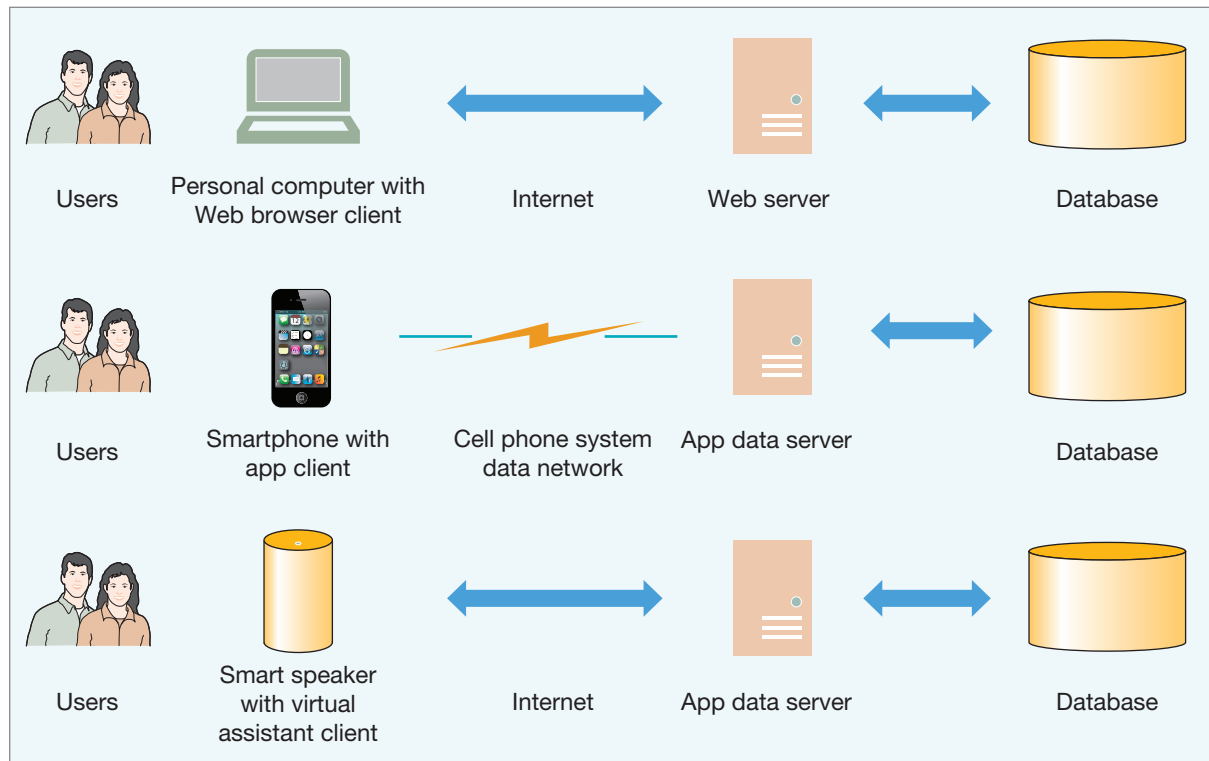 Users
Personal computer with
Web browser client
Internet
Web server
Database
Users
Smartphone with
app client
Cell phone system
data network
App data server
Database
Users
Smart speaker
with virtual
assistant client
Internet
App data server
Database